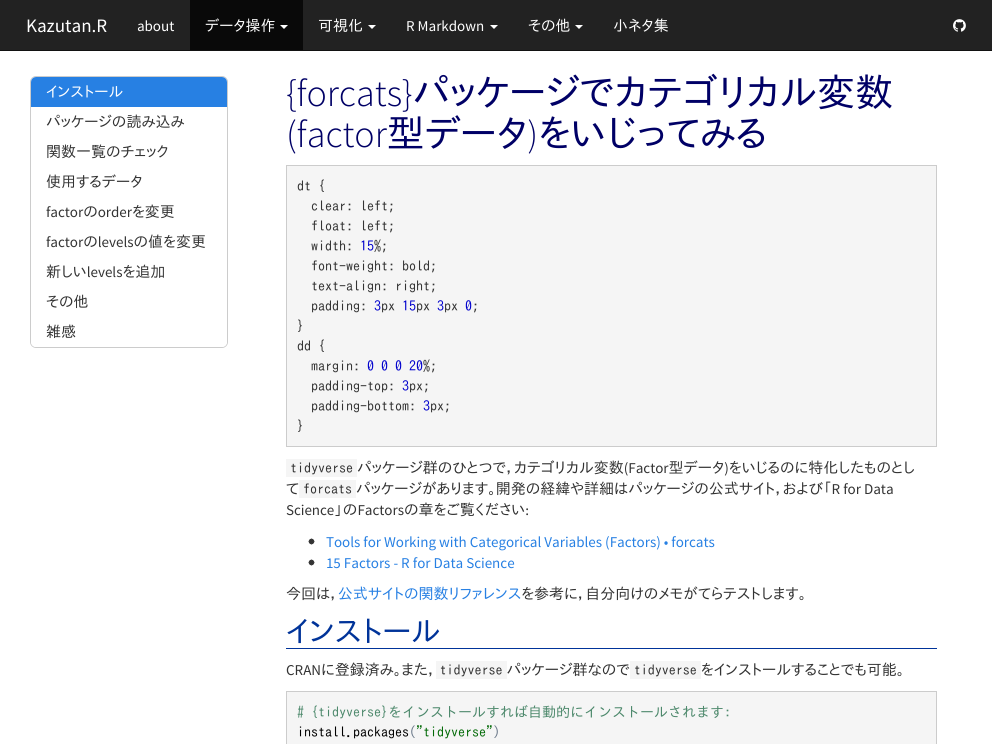 Kazutan.R about データ操作 可視化 R Markdown その他 小ネタ集
インストール
パッケージの読み込み
関数一覧のチェック
使用するデータ
factorのorderを変更
factorのlevelsの値を変更
新しいlevelsを追加
その他
雑感
{forcats}パッケージでカテゴリカル変数
(factor型データ)をいじってみる
dt {
  clear: left;
  float: left;
  width: 15%;
  font-weight: bold;
  text-align: right;
  padding: 3px 15px 3px 0;
}
dd {
  margin: 0 0 0 20%;
  padding-top: 3px;
  padding-bottom: 3px;
}
tidyverse パッケージ群のひとつで，カテゴリカル変数(Factor型データ)をいじるのに特化したものとし
て forcats パッケージがあります。開発の経緯や詳細はパッケージの公式サイト，および「R for Data
Science」のFactorsの章をご覧ください:
• Tools for Working with Categorical Variables (Factors) • forcats
• 15 Factors - R for Data Science
今回は，公式サイトの関数リファレンスを参考に，自分向けのメモがてらテストします。
インストール
CRANに登録済み。また， tidyverse パッケージ群なので tidyverse をインストールすることでも可能。
# {tidyverse}をインストールすれば自動的にインストールされます:
install.packages("tidyverse")